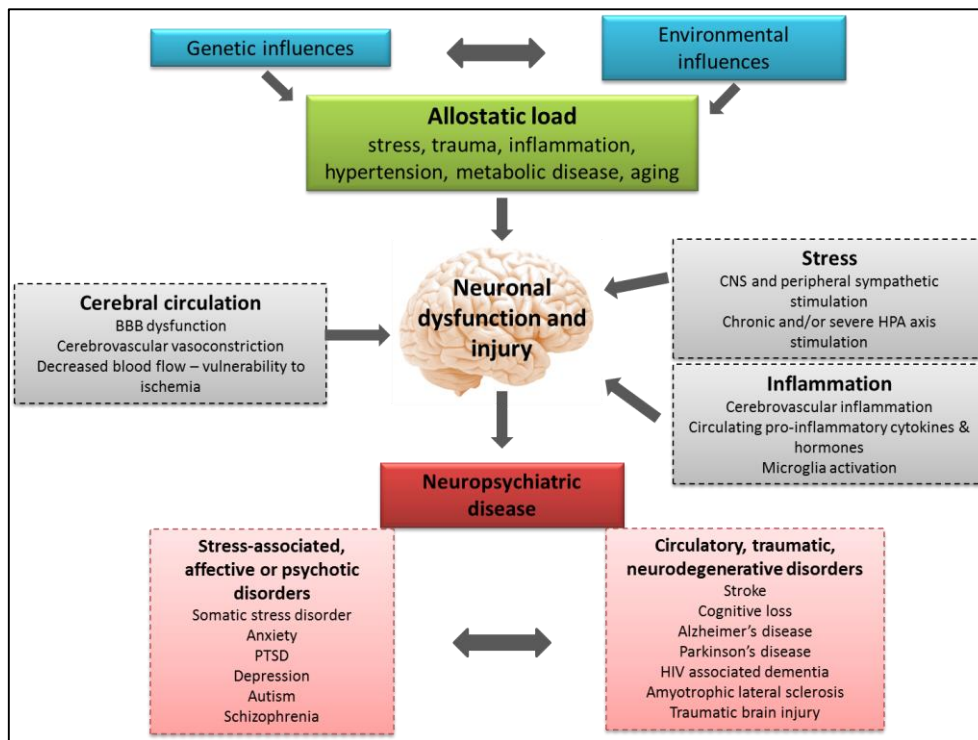 Genetic influences
Environmental
influences
Allostatic load
stress, trauma, inflammation,
hypertension, metabolic disease, aging
Neuronal
dysfunction and
injury
Cerebral circulation
BBB dysfunction
Cerebrovascular vasoconstriction
Decreased blood flow – vulnerability to
ischemia
Stress
CNS and peripheral sympathetic
stimulation
Chronic and/or severe HPA axis
stimulation
Inflammation
Cerebrovascular inflammation
Circulating pro-inflammatory cytokines &
hormones
Microglia activation
Neuropsychiatric
disease
Stress-associated,
affective or psychotic
disorders
Somatic stress disorder
Anxiety
PTSD
Depression
Autism
Schizophrenia
Circulatory, traumatic,
neurodegenerative disorders
Stroke
Cognitive loss
Alzheimer’s disease
Parkinson’s disease
HIV associated dementia
Amyotrophic lateral sclerosis
Traumatic brain injury